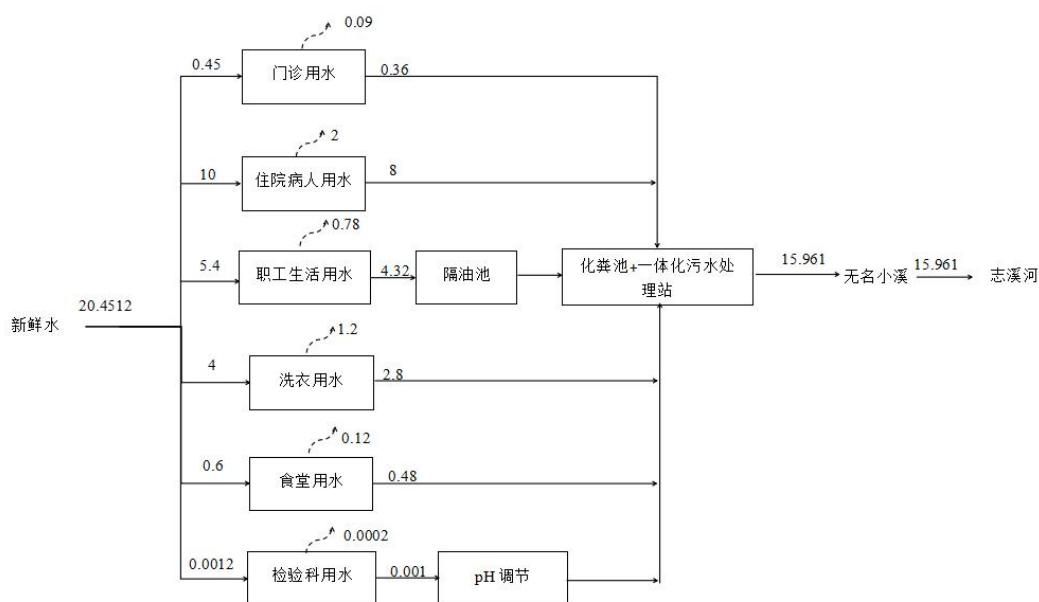 0.09
0.45
门诊用水
0.36
2
10
住院病人用水
8
0.78
5.4
职工生活用水
4.32
隔油池
化粪池+一体化污水处
理站
15.961
无名小溪
15.961
志溪河
20.4512
新鲜水
1.2
4
洗衣用水
2.8
0.12
0.6
食堂用水
0.48
0.0002
0.0012
检验科用水
0.001
pH 调节